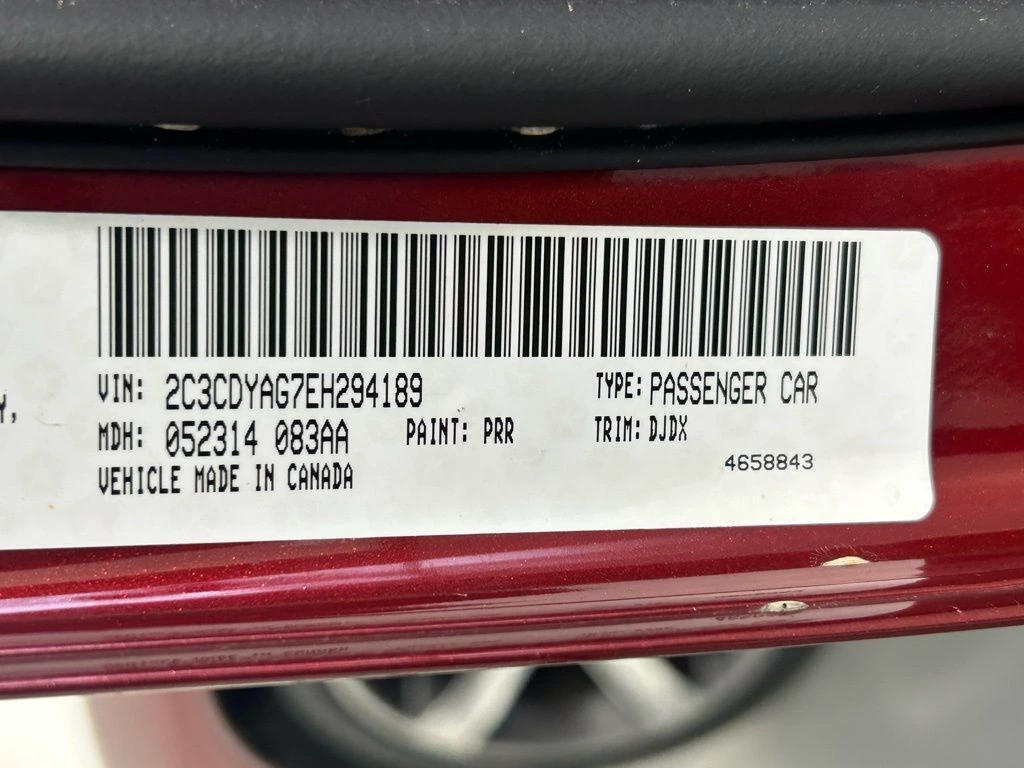 VIN: 2C3CDYAG7EH294189 TYPE: PASSENGER CAR
Y,
MDH: 052314 083AA PAINT: PRR TRIM: DJDX
VEHICLE MADE IN CANADA 4658843